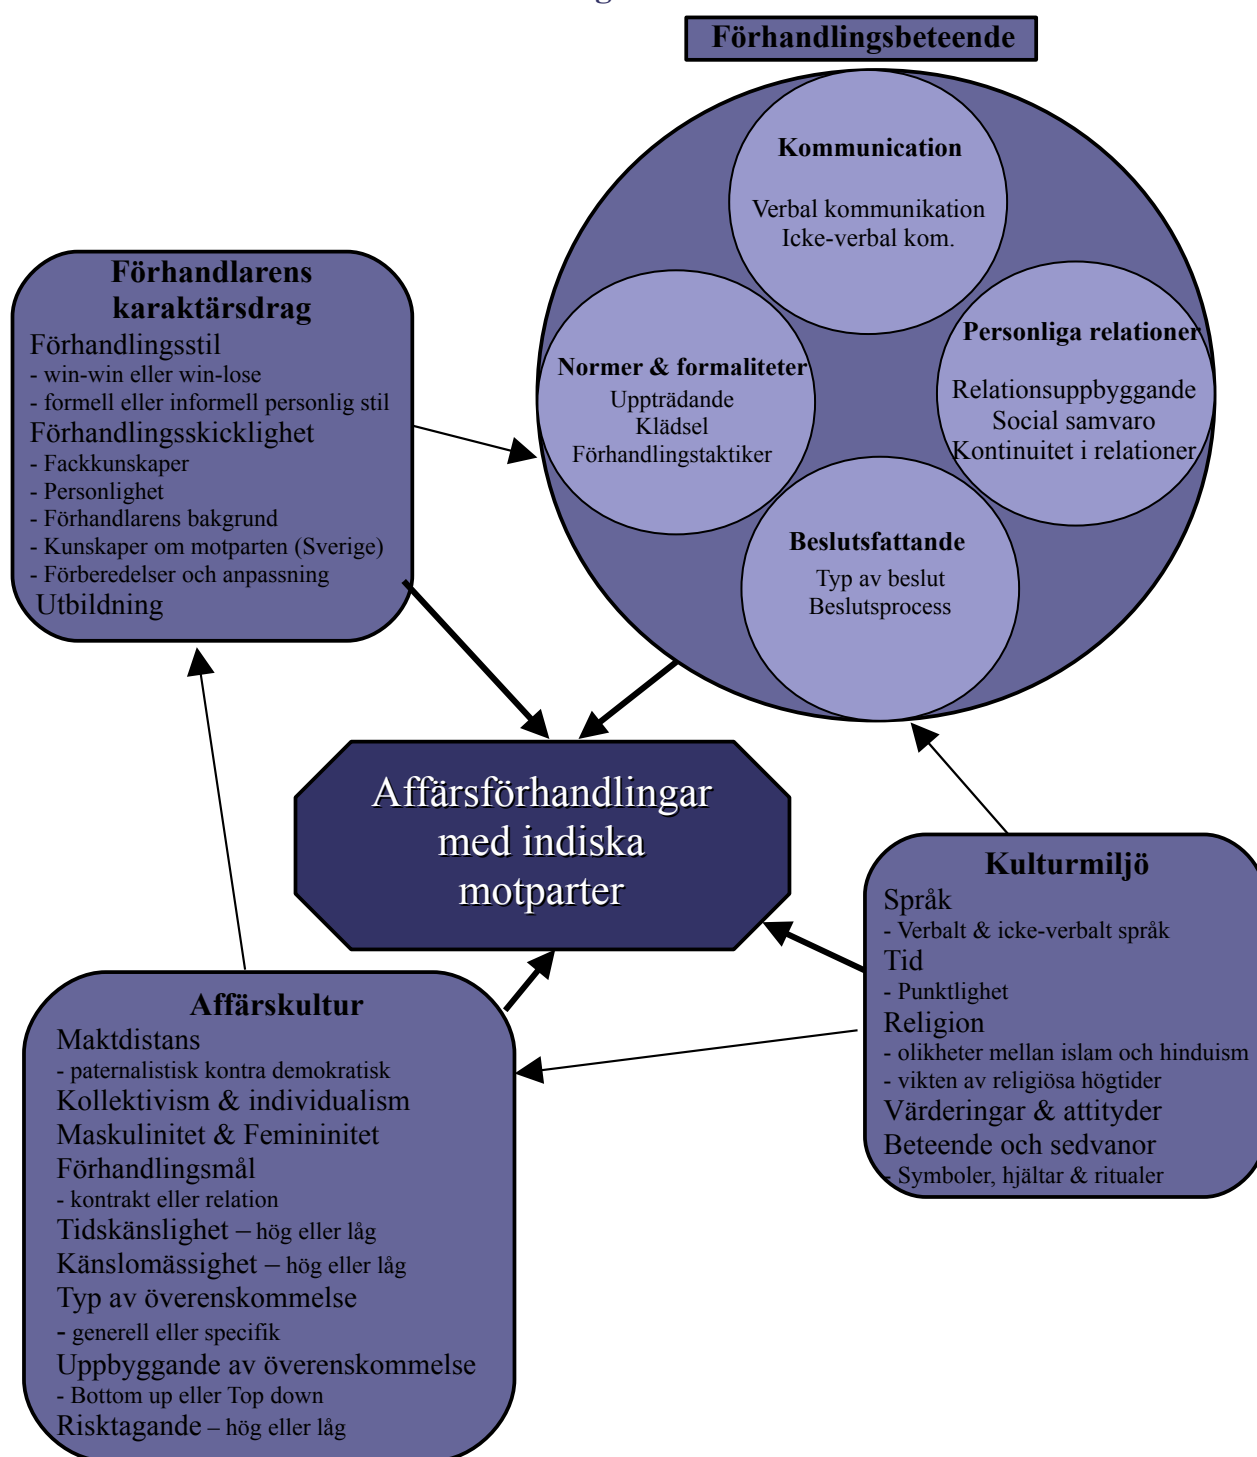 Förhandlingsbeteende
Kommunication
Verbal kommunikation
Icke-verbal kom.
Förhandlarens
karaktärsdrag
Förhandlingsstil
- win-win eller win-lose
- formell eller informell personlig stil
Förhandlingsskicklighet
- Fackkunskaper
- Personlighet
- Förhandlarens bakgrund
- Kunskaper om motparten (Sverige)
- Förberedelser och anpassning
Utbildning
Normer & formaliteter
Uppträdande
Klädsel
Förhandlingstaktiker
Personliga relationer
Relationsuppbyggande
Social samvaro
Kontinuitet i relationer
Beslutsfattande
Typ av beslut
Beslutsprocess
Affärsförhandlingar
med indiska
motparter
Kulturmiljö
Språk
- Verbalt & icke-verbalt språk
Tid
- Punktlighet
Religion
- olikheter mellan islam och hinduism
- vikten av religiösa högtider
Värderingar & attityder
Beteende och sedvanor
- Symboler, hjältar & ritualer
Affärskultur
Maktdistans
- paternalistisk kontra demokratisk
Kollektivism & individualism
Maskulinitet & Femininitet
Förhandlingsmål
- kontrakt eller relation
Tidskänslighet – hög eller låg
Känslomässighet – hög eller låg
Typ av överenskommelse
- generell eller specifik
Uppbyggande av överenskommelse
- Bottom up eller Top down
Risktagande – hög eller låg